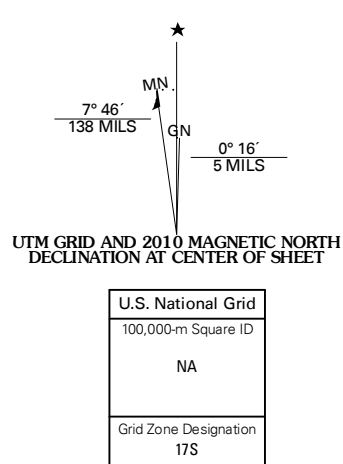 ★
MN
7° 46´
138 MILS
GN
0° 16´
5 MILS
UTM GRID AND 2010 MAGNETIC NORTH
DECLINATION AT CENTER OF SHEET
U.S. National Grid
100,000-m Square ID
NA
Grid Zone Designation
17S